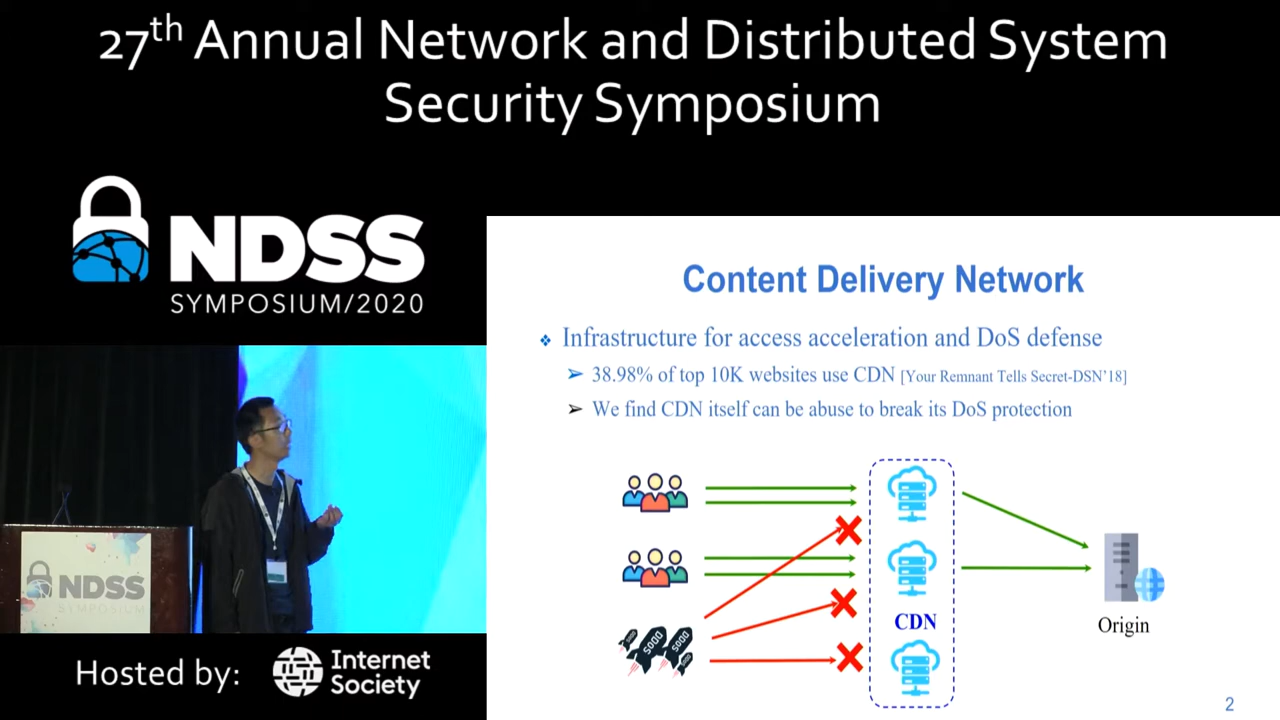 27th Annual Network and Distributed System
Security Symposium
NDSS
SYMPOSIUM/2020
Content Delivery Network
❖ Infrastructure for access acceleration and DoS defense
➢ 38.98% of top 10K websites use CDN [Your Remnant Tells Secret-DSN'18]
➢ We find CDN itself can be abuse to break its DoS protection
CDN
Origin
NDSS
SYMPOSIUM
Hosted by:
Internet
Society
2